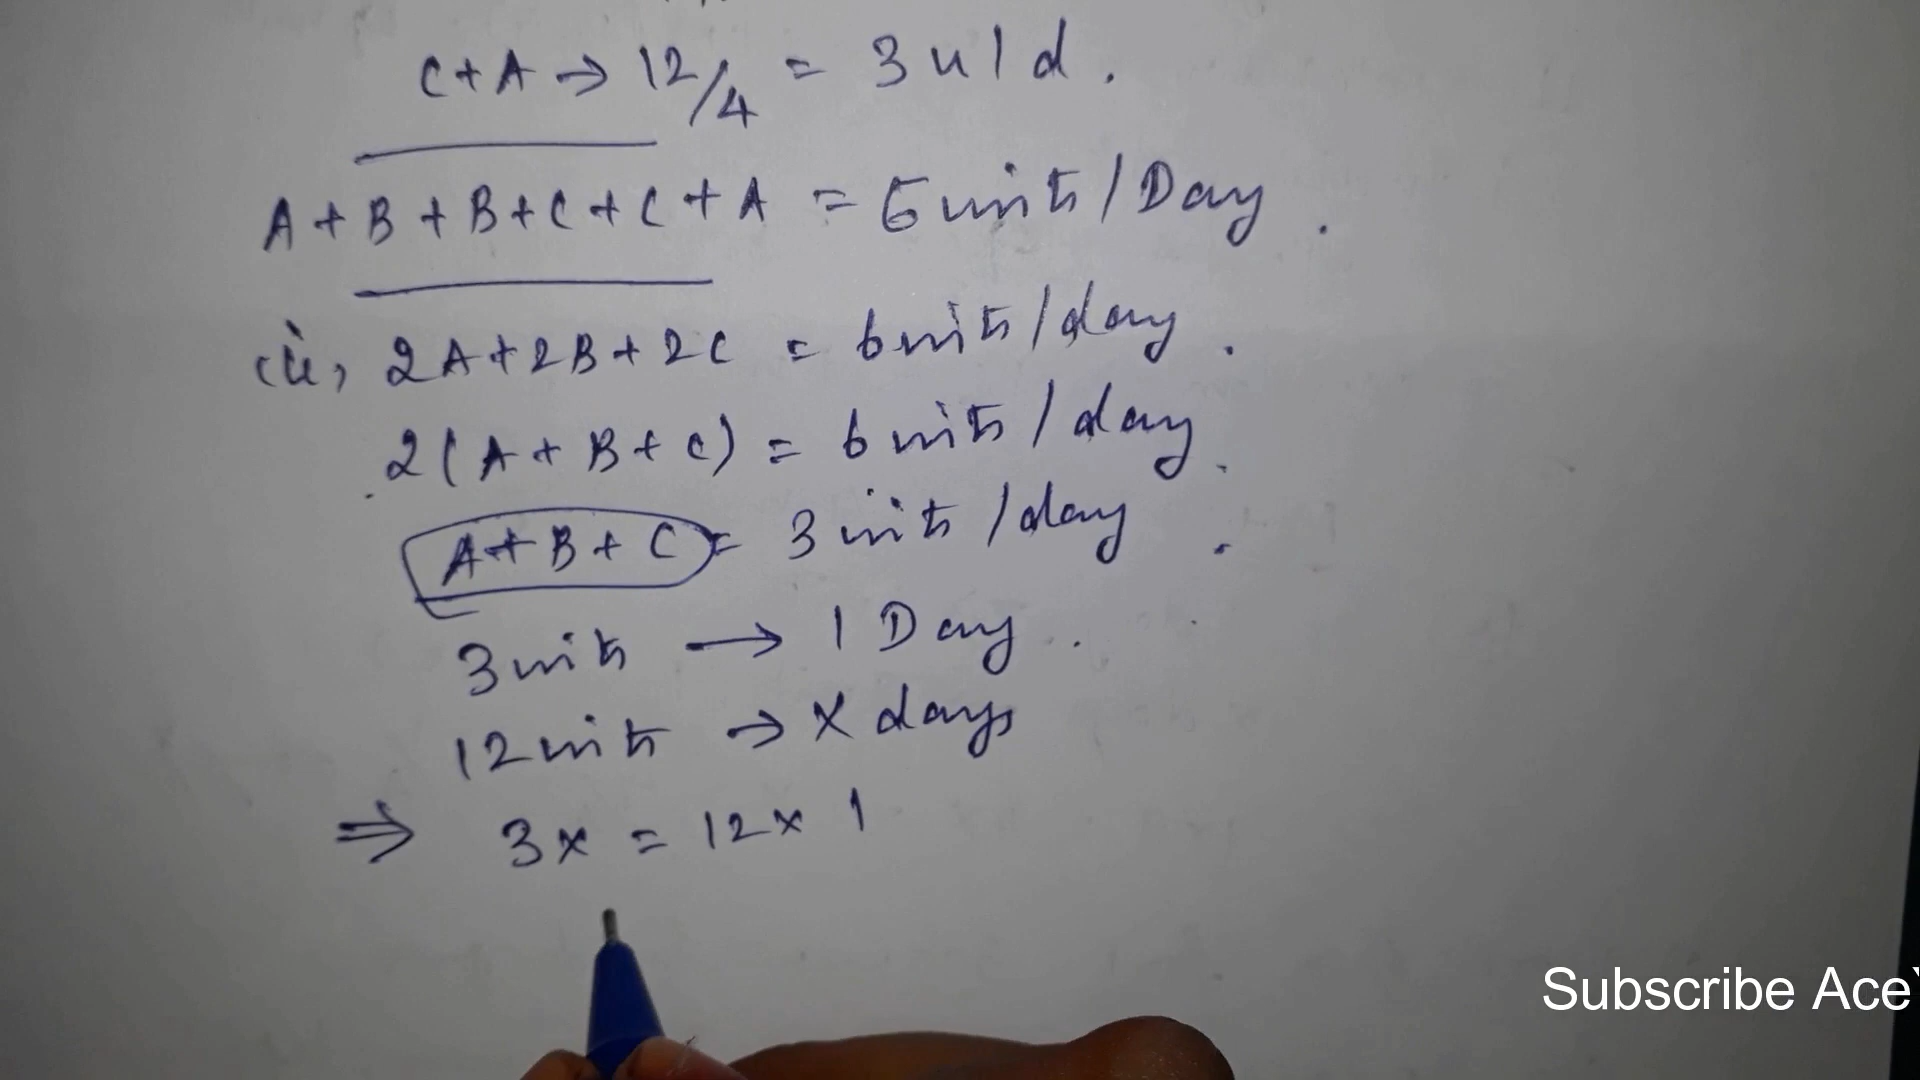 C+A → 12/4 = 3 u/d.
A+B+B+C+C+A = 6 units/Day.
(ie, 2A+2B+2C = 6 units/day.
2(A+B+C) = 6 units/day.
A+B+C = 3 units/day.
3 units → 1 Day.
12 units → x days
⇒ 3x = 12 x 1
Subscribe Ace